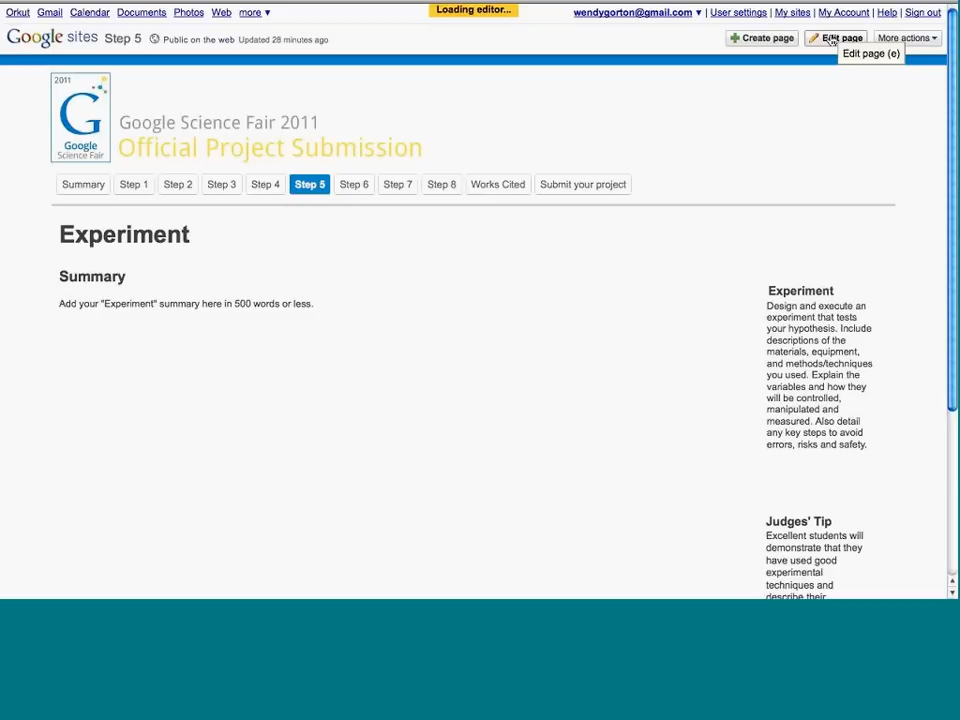 Orkut Gmail Calendar Documents Photos Web more ▼
Loading editor...
wendygorton@gmail.com ▼ | User settings | My sites | My Account | Help | Sign out
Google sites Step 5 Public on the web Updated 28 minutes ago
Create page Edit page More actions
Edit page (e)
2011
G
Google
Science Fair
Google Science Fair 2011
Official Project Submission
Summary Step 1 Step 2 Step 3 Step 4 Step 5 Step 6 Step 7 Step 8 Works Cited Submit your project
Experiment
Summary
Add your "Experiment" summary here in 500 words or less.
Experiment
Design and execute an
experiment that tests
your hypothesis. Include
descriptions of the
materials, equipment,
and methods/techniques
you used. Explain the
variables and how they
will be controlled,
manipulated and
measured. Also detail
any key steps to avoid
errors, risks and safety.
Judges' Tip
Excellent students will
demonstrate that they
have used good
experimental
techniques and
describe their